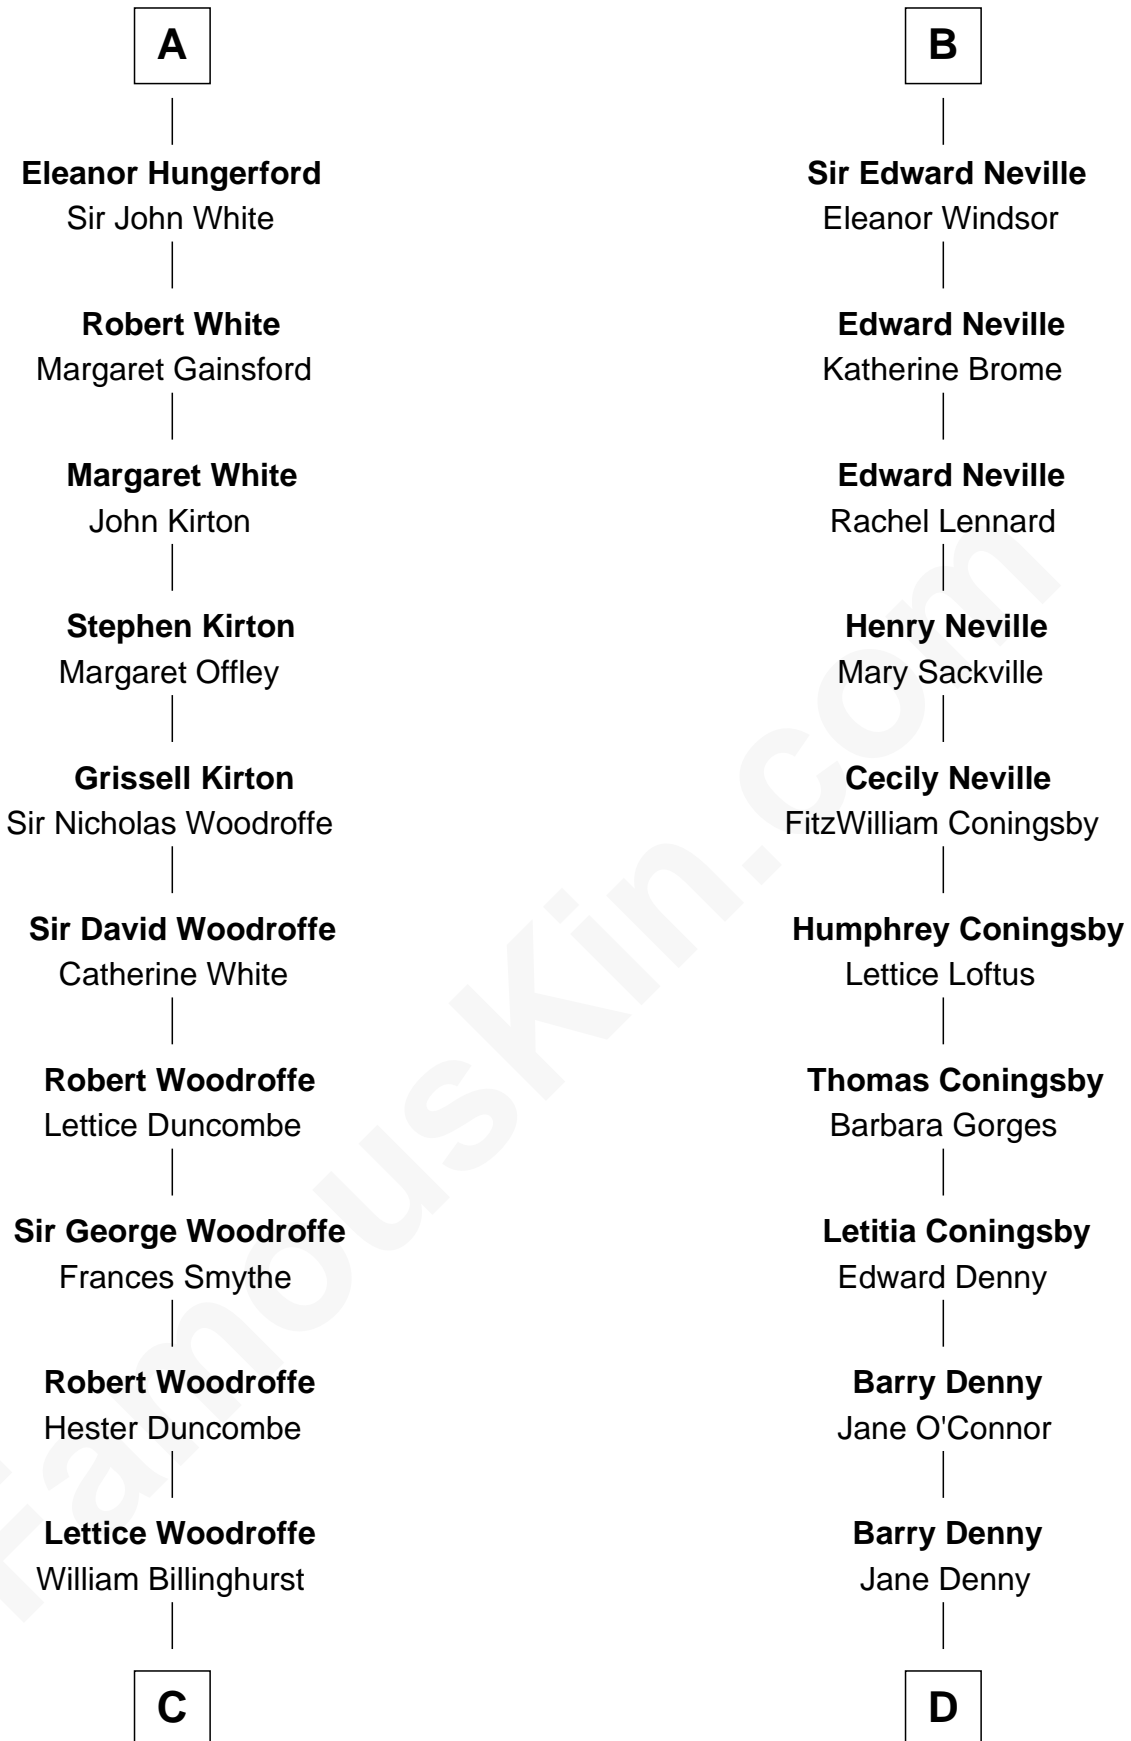 A
Eleanor Hungerford
Sir John White
Robert White
Margaret Gainsford
Margaret White
John Kirton
Stephen Kirton
Margaret Offley
Grissell Kirton
Sir Nicholas Woodroffe
Sir David Woodroffe
Catherine White
Robert Woodroffe
Lettice Duncombe
Sir George Woodroffe
Frances Smythe
Robert Woodroffe
Hester Duncombe
Lettice Woodroffe
William Billinghurst
C
B
Sir Edward Neville
Eleanor Windsor
Edward Neville
Katherine Brome
Edward Neville
Rachel Lennard
Henry Neville
Mary Sackville
Cecily Neville
FitzWilliam Coningsby
Humphrey Coningsby
Lettice Loftus
Thomas Coningsby
Barbara Gorges
Letitia Coningsby
Edward Denny
Barry Denny
Jane O'Connor
Barry Denny
Jane Denny
D
FamousKin.com